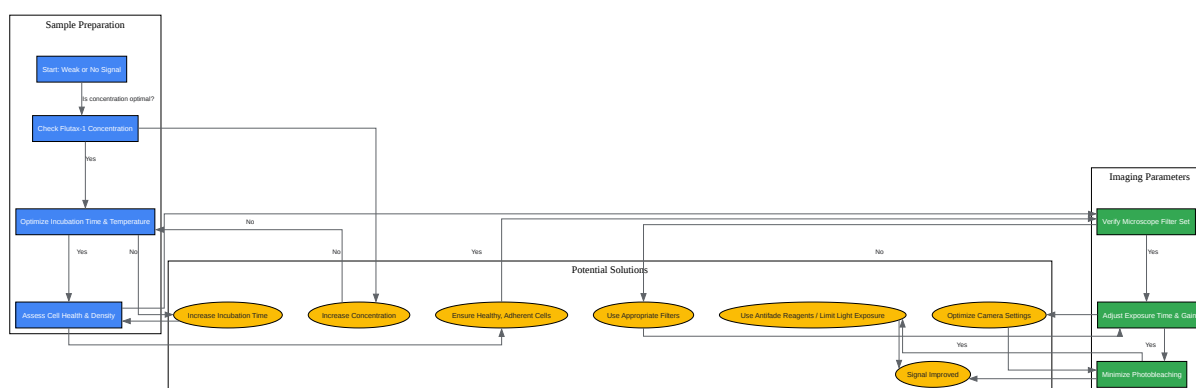 Sample Preparation
Start: Weak or No Signal
Is concentration optimal?
Check Flutax-1 Concentration
Yes
Imaging Parameters
Optimize Incubation Time & Temperature
No
Verify Microscope Filter Set
Yes
No
No
Yes
No
Yes
Potential Solutions
Assess Cell Health & Density
Increase Incubation Time
Increase Concentration
Ensure Healthy, Adherent Cells
Use Appropriate Filters
Use Antifade Reagents / Limit Light Exposure
Optimize Camera Settings
Adjust Exposure Time & Gain
Yes
Yes
Signal Improved
Minimize Photobleaching